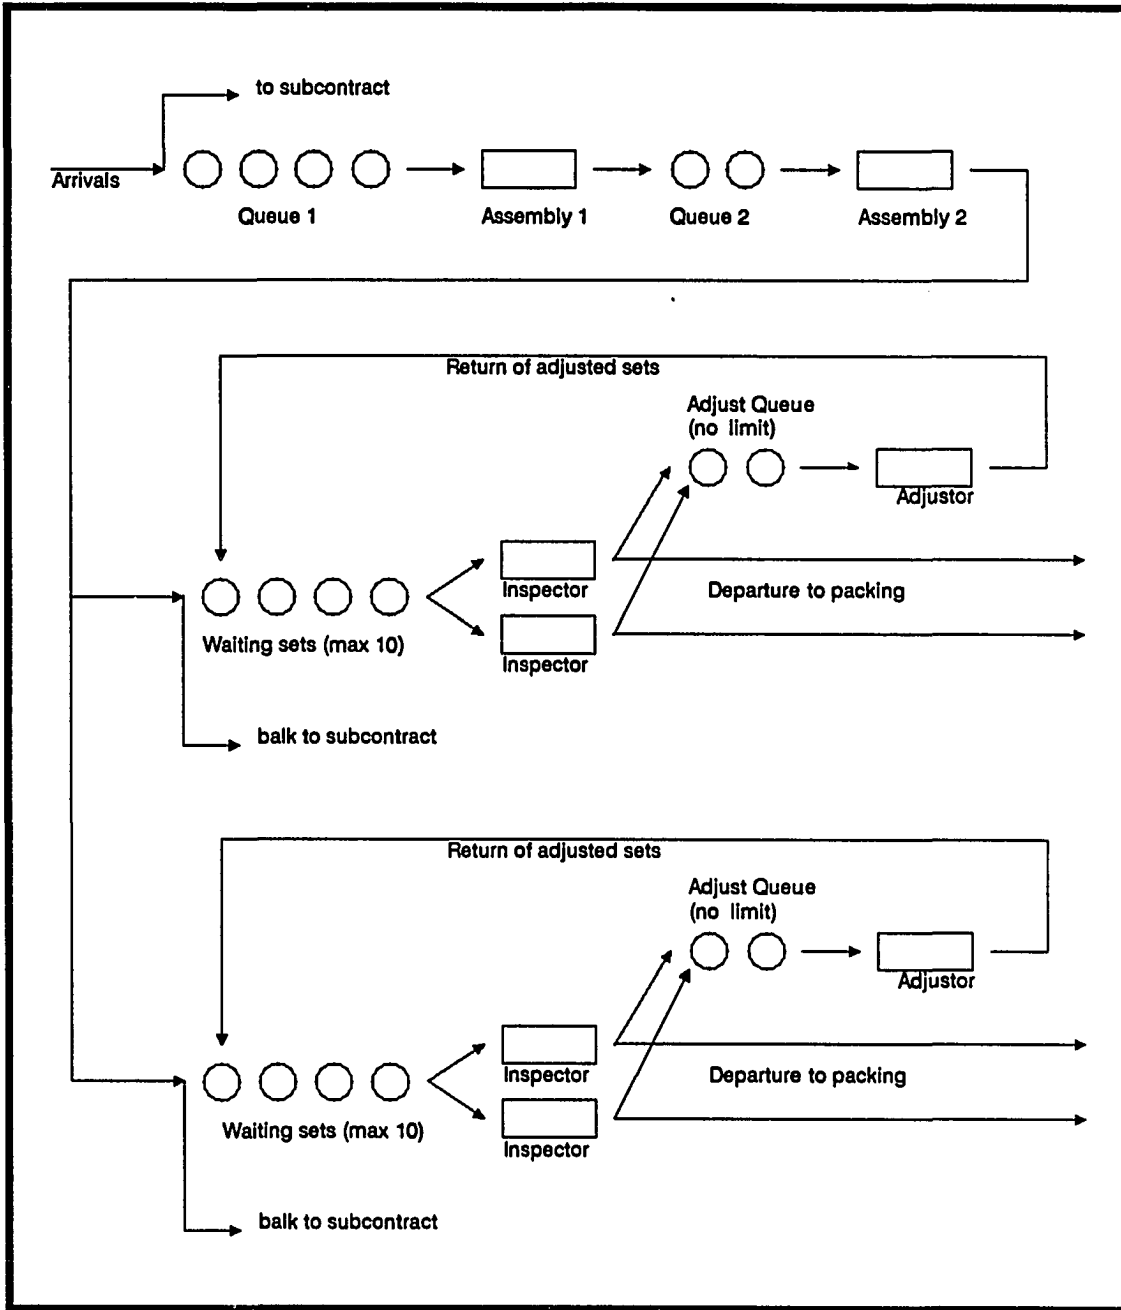 to subcontract
Arrivals
Queue 1
Assembly 1
Queue 2
Assembly 2
Return of adjusted sets
Adjust Queue
(no limit)
Adjustor
Inspector
Departure to packing
Waiting sets (max 10)
Inspector
balk to subcontract
Return of adjusted sets
Adjust Queue
(no limit)
Adjustor
Inspector
Departure to packing
Waiting sets (max 10)
Inspector
balk to subcontract